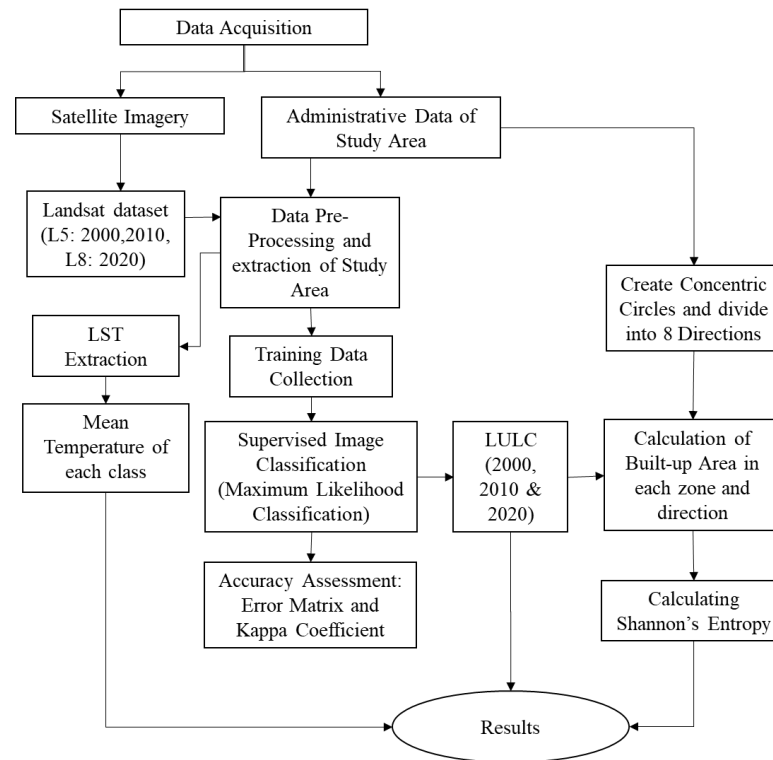 Data Acquisition
Satellite Imagery
Administrative Data of
Study Area
Landsat dataset
(L5: 2000,2010,
L8: 2020)
Data Pre-
Processing and
extraction of Study
Area
Create Concentric
Circles and divide
into 8 Directions
LST
Extraction
Training Data
Collection
Mean
Temperature of
each class
Supervised Image
Classification
(Maximum Likelihood
Classification)
LULC
(2000,
2010 &
2020)
Calculation of
Built-up Area in
each zone and
direction
Accuracy Assessment:
Error Matrix and
Kappa Coefficient
Calculating
Shannon’s Entropy
Results